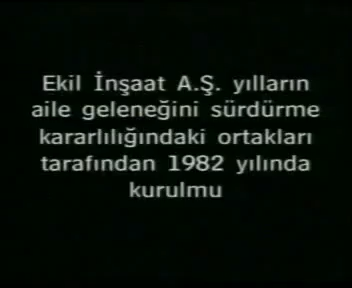 Ekil İnşaat A.Ş. yılların
aile geleneğini sürdürme
kararlılığındaki ortakları
tarafından 1982 yılında
kurulmu